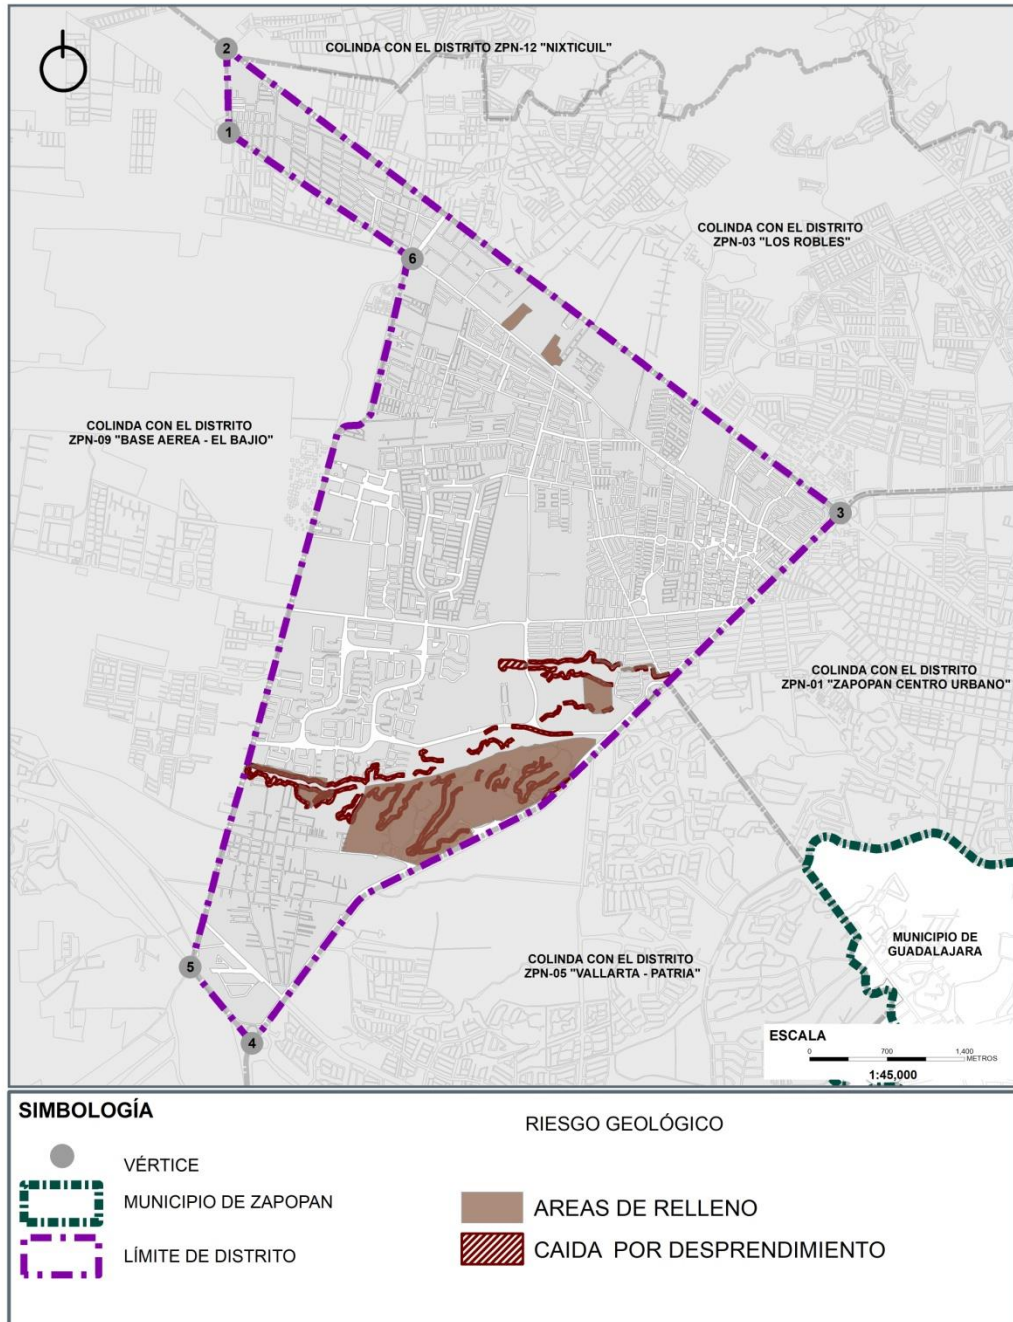 2
COLINDA CON EL DISTRITO ZPN-12 "NIXTICUIL"
1
COLINDA CON EL DISTRITO
ZPN-03 "LOS ROBLES"
6
COLINDA CON EL DISTRITO
ZPN-09 "BASE AEREA - EL BAJIO"
3
COLINDA CON EL DISTRITO
ZPN-01 "ZAPOPAN CENTRO URBANO"
MUNICIPIO DE
GUADALAJARA
COLINDA CON EL DISTRITO
ZPN-05 "VALLARTA - PATRIA"
5
4
ESCALA
0 700 1,400
METROS
1:45,000
SIMBOLOGÍA
RIESGO GEOLÓGICO
VÉRTICE
MUNICIPIO DE ZAPOPAN
LÍMITE DE DISTRITO
AREAS DE RELLENO
CAIDA POR DESPRENDIMIENTO